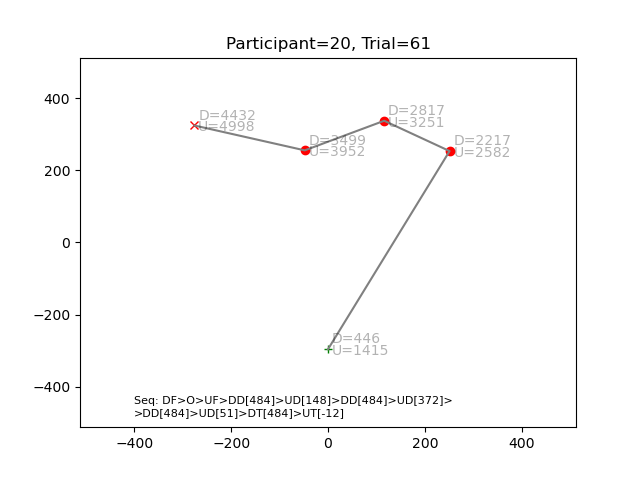 Participant=20, Trial=61
400
200
0
−200
−400
D=4432
U=4998
D=3499
U=3952
D=2817
U=3251
D=2217
U=2582
D=446
U=1415
Seq: DF>O>UF>DD[484]>UD[148]>DD[484]>UD[372]>
>DD[484]>UD[51]>DT[484]>UT[-12]
−400 −200 0 200 400